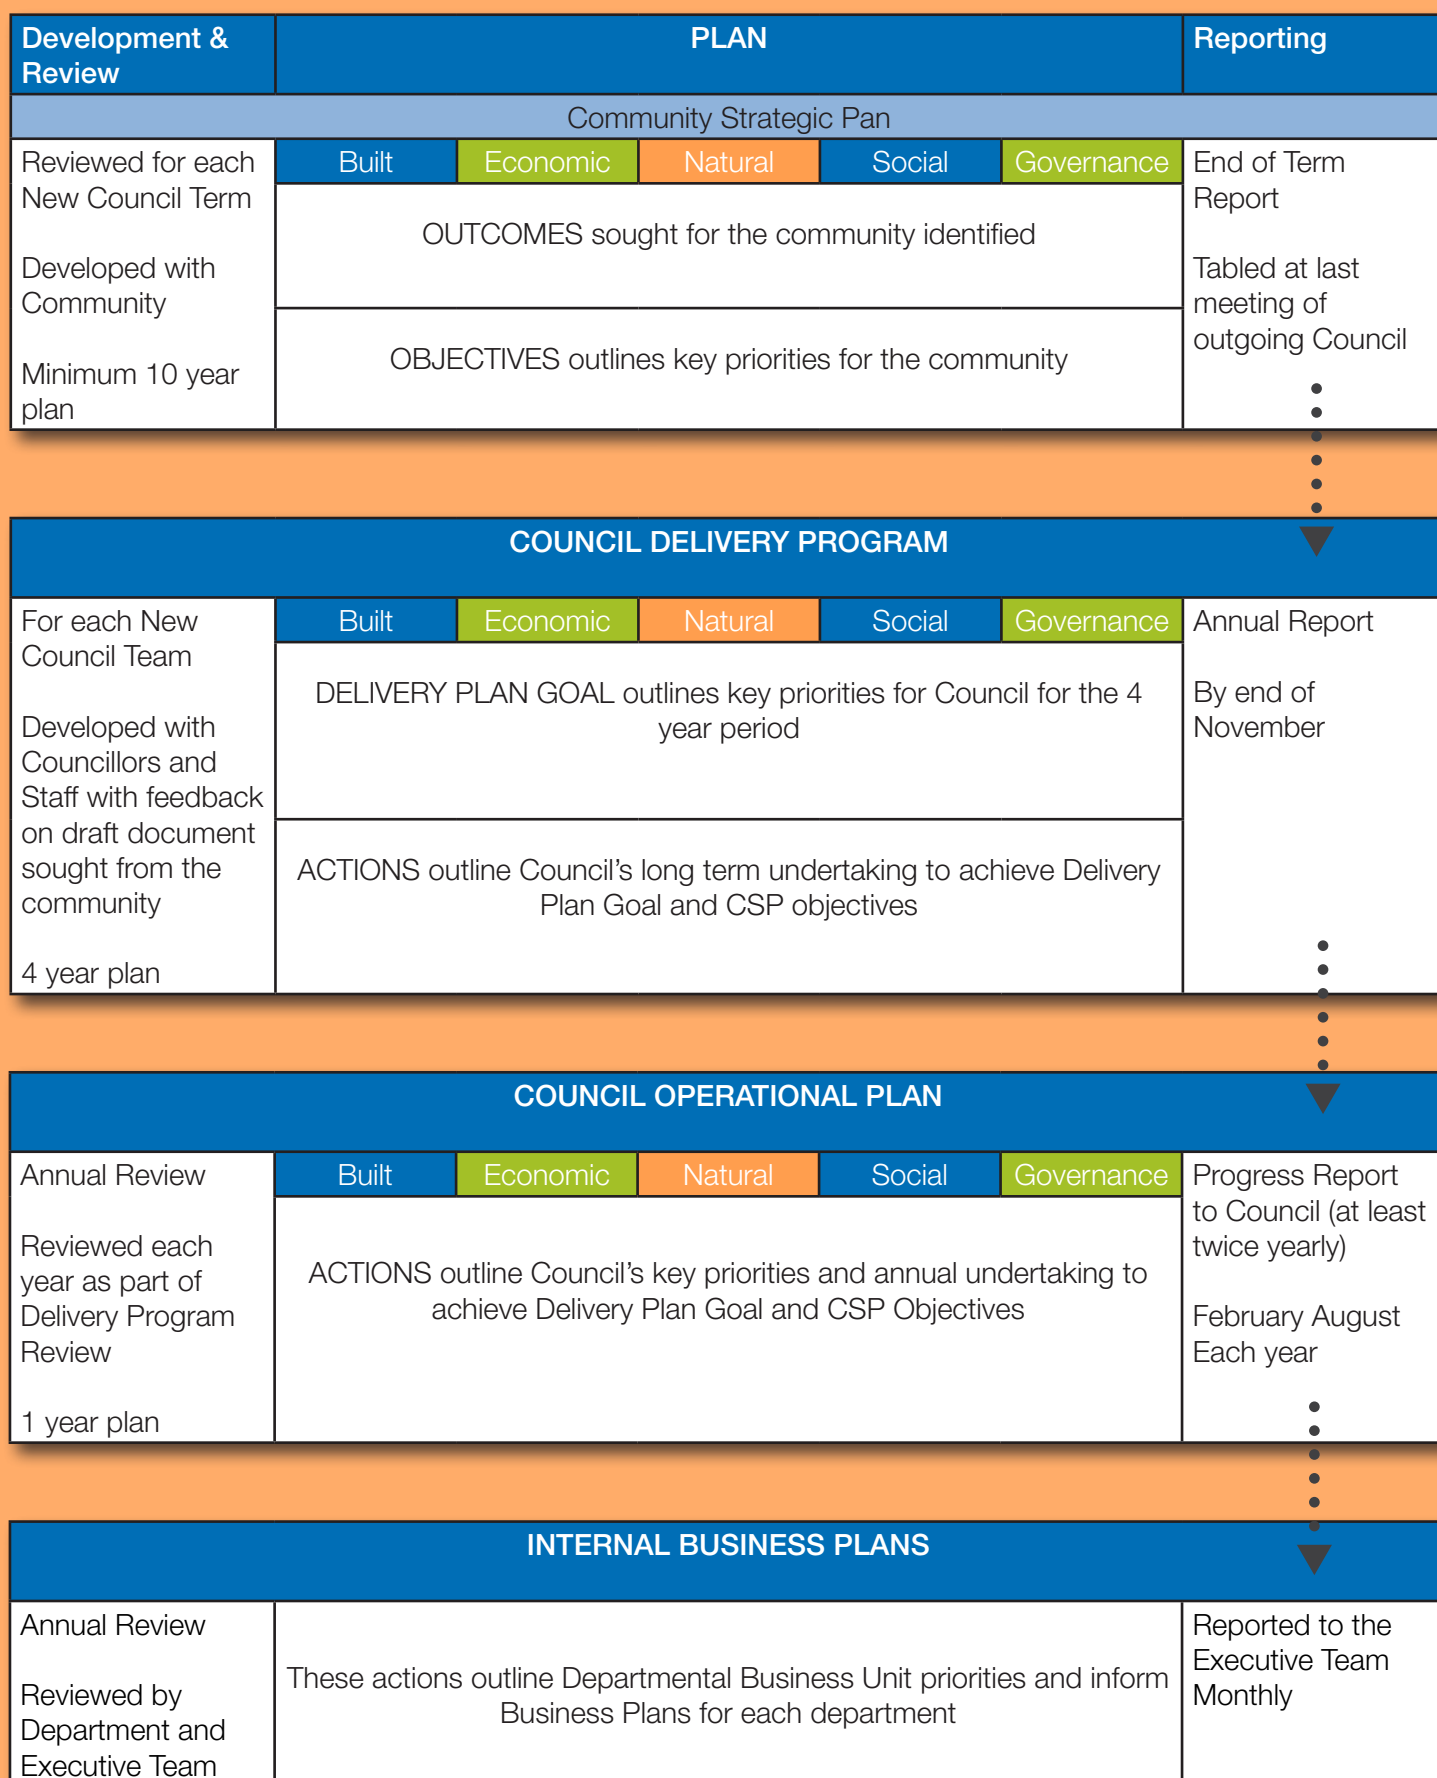 Development &
Review
PLAN
Reporting
Community Strategic Pan
Reviewed for each
New Council Term
Developed with
Community
Minimum 10 year
plan
Built
Economic
Natural
Social
Governance
OUTCOMES sought for the community identified
OBJECTIVES outlines key priorities for the community
End of Term
Report
Tabled at last
meeting of
outgoing Council
COUNCIL DELIVERY PROGRAM
For each New
Council Team
Developed with
Councillors and
Staff with feedback
on draft document
sought from the
community
4 year plan
Built
Economic
Natural
Social
Governance
DELIVERY PLAN GOAL outlines key priorities for Council for the 4
year period
ACTIONS outline Council's long term undertaking to achieve Delivery
Plan Goal and CSP objectives
Annual Report
By end of
November
COUNCIL OPERATIONAL PLAN
Annual Review
Reviewed each
year as part of
Delivery Program
Review
1 year plan
Built
Economic
Natural
Social
Governance
ACTIONS outline Council's key priorities and annual undertaking to
achieve Delivery Plan Goal and CSP Objectives
Progress Report
to Council (at least
twice yearly)
February August
Each year
INTERNAL BUSINESS PLANS
Annual Review
Reviewed by
Department and
Executive Team
These actions outline Departmental Business Unit priorities and inform
Business Plans for each department
Reported to the
Executive Team
Monthly